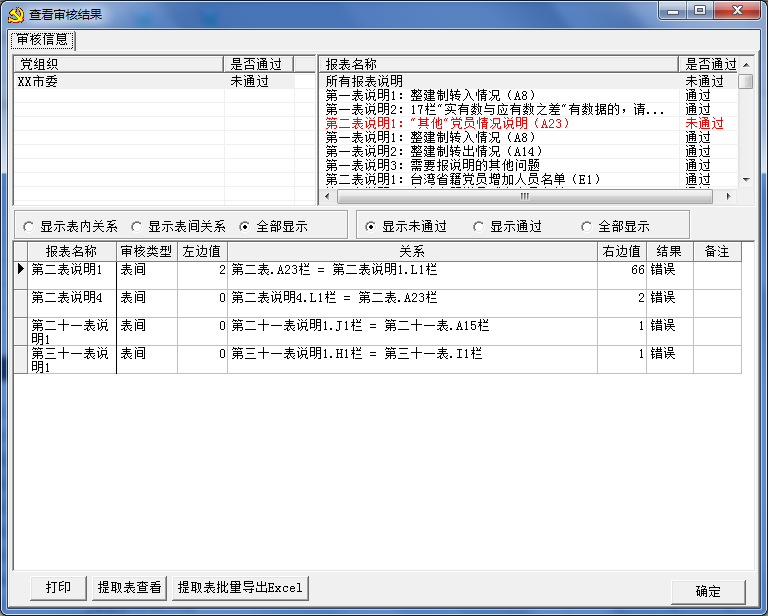 查看审核结果
审核信息
党组织 是否通过
XX市委 未通过
报表名称 是否通过
所有报表说明 未通过
第一表说明1：整建制转入情况（A8） 通过
第一表说明2：17栏"实有数与应有数之差"有数据的，请... 通过
第二表说明1："其他"党员情况说明（A23） 未通过
第一表说明1：整建制转入情况（A8） 通过
第一表说明2：整建制转出情况（A14） 通过
第一表说明3：需要报说明的其他问题 通过
第二表说明1：台湾省籍党员增加人员名单（E1） 通过
显示表内关系 显示表间关系 全部显示 显示未通过 显示通过 全部显示
报表名称 审核类型 左边值 关系 右边值 结果 备注
第二表说明1 表间 2 第二表.A23栏 = 第二表说明1.L1栏 66 错误
第二表说明4 表间 0 第二表说明4.L1栏 = 第二表.A23栏 2 错误
第二十一表说明1 表间 0 第二十一表说明1.J1栏 = 第二十一表.A15栏 1 错误
第三十一表说明1 表间 0 第三十一表说明1.H1栏 = 第三十一表.I1栏 1 错误
打印 提取表查看 提取表批量导出Excel 确定